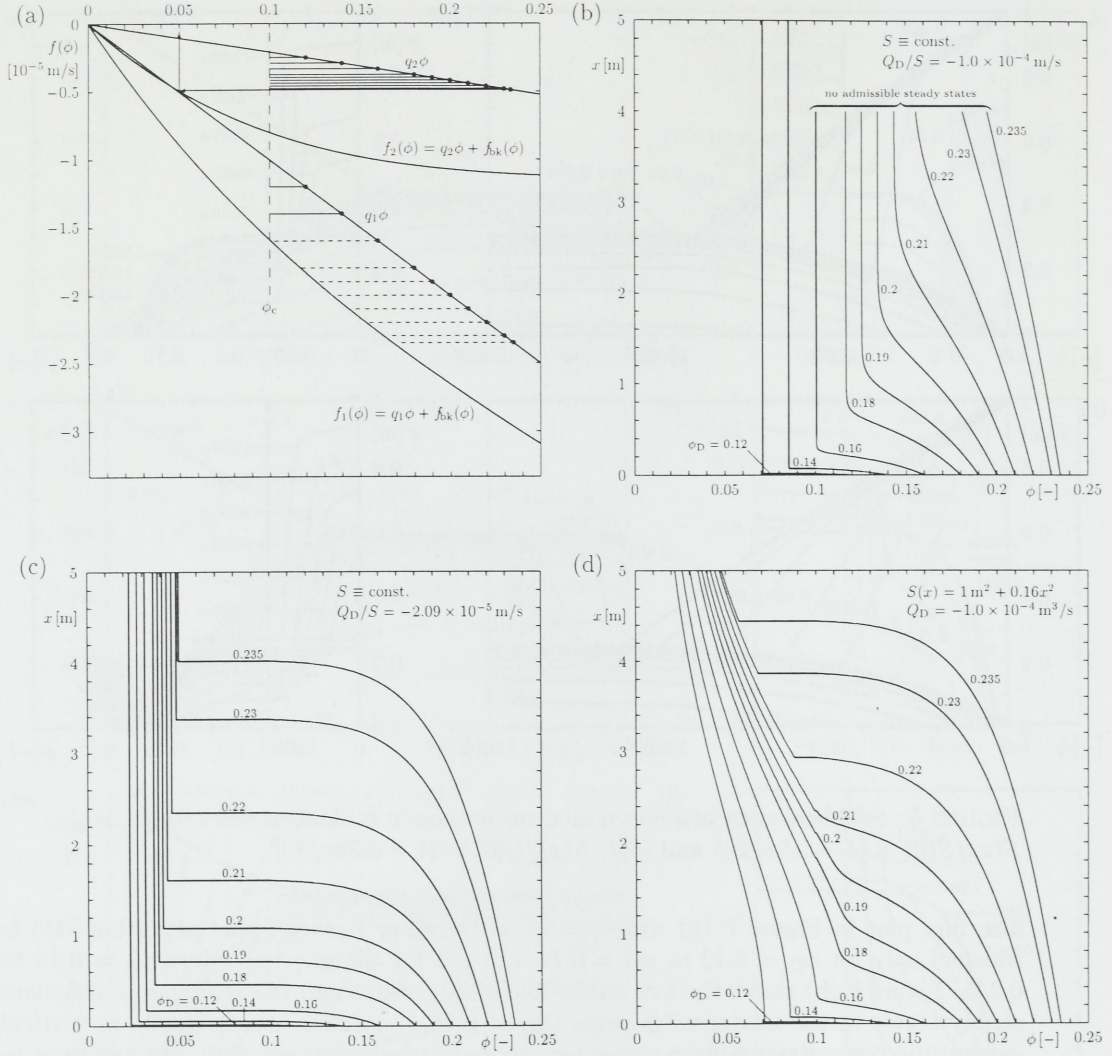 (a)
0 0.05 0.1 0.15 0.2 0.25
0
f(ϕ)
[10⁻⁵ m/s]
−0.5
−1
−1.5
−2
−2.5
−3
q₂ϕ
f₂(ϕ) = q₂ϕ + f_bk(ϕ)
q₁ϕ
ϕ_c
f₁(ϕ) = q₁ϕ + f_bk(ϕ)
(b)
5
x [m]
4
3
2
1
0
S ≡ const.
Q_D/S = −1.0 × 10⁻⁴ m/s
no admissible steady states
0.235
0.23
0.22
0.21
0.2
0.19
0.18
0.16
ϕ_D = 0.12
0.14
0 0.05 0.1 0.15 0.2 ϕ [-] 0.25
(c)
5
x [m]
4
3
2
1
0
S ≡ const.
Q_D/S = −2.09 × 10⁻⁵ m/s
0.235
0.23
0.22
0.21
0.2
0.19
0.18
ϕ_D = 0.12 0.14 0.16
0 0.05 0.1 0.15 0.2 ϕ [-] 0.25
(d)
5
x [m]
4
3
2
1
0
S(x) = 1 m² + 0.16x²
Q_D = −1.0 × 10⁻⁴ m³/s
0.235
0.23
0.22
0.21
0.2
0.19
0.18
0.16
ϕ_D = 0.12
0.14
0 0.05 0.1 0.15 0.2 ϕ [-] 0.25